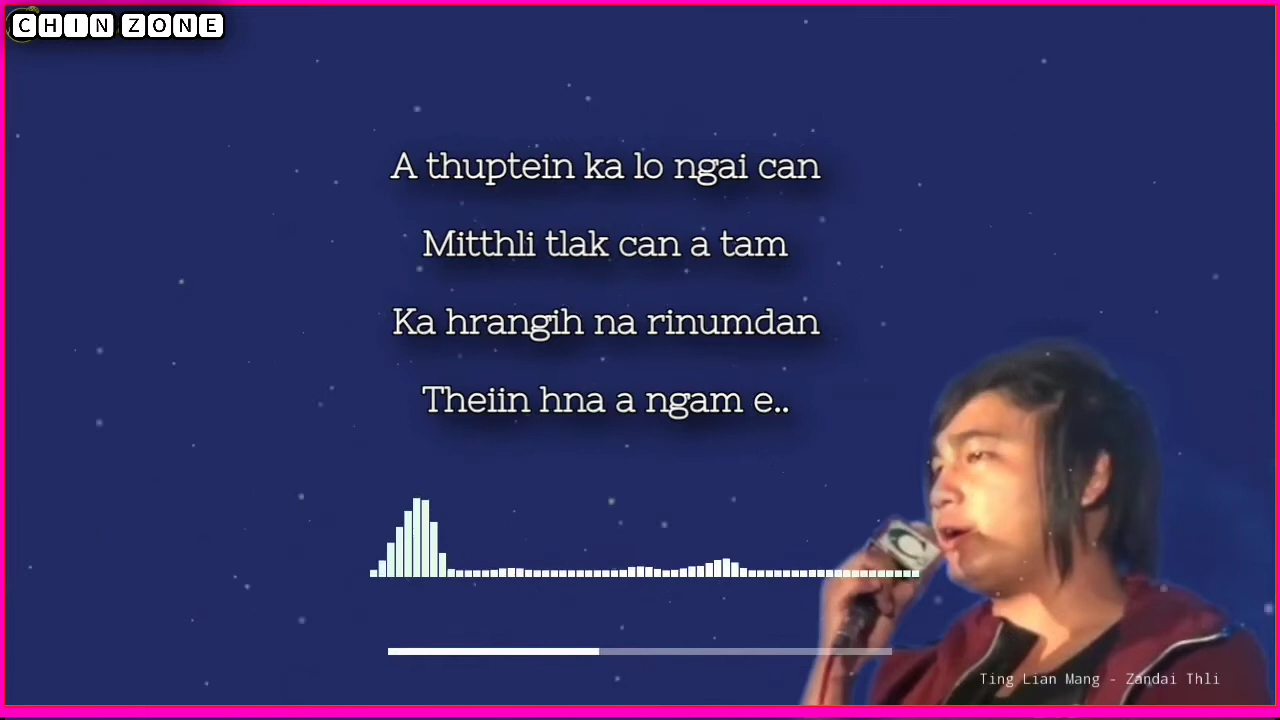 CHIN ZONE
A thuptein ka lo ngai can
Mitthli tlak can a tam
Ka hrangih na rinumdan
Theiin hna a ngam e..
C
Ting Lian Mang - Zandai Thli